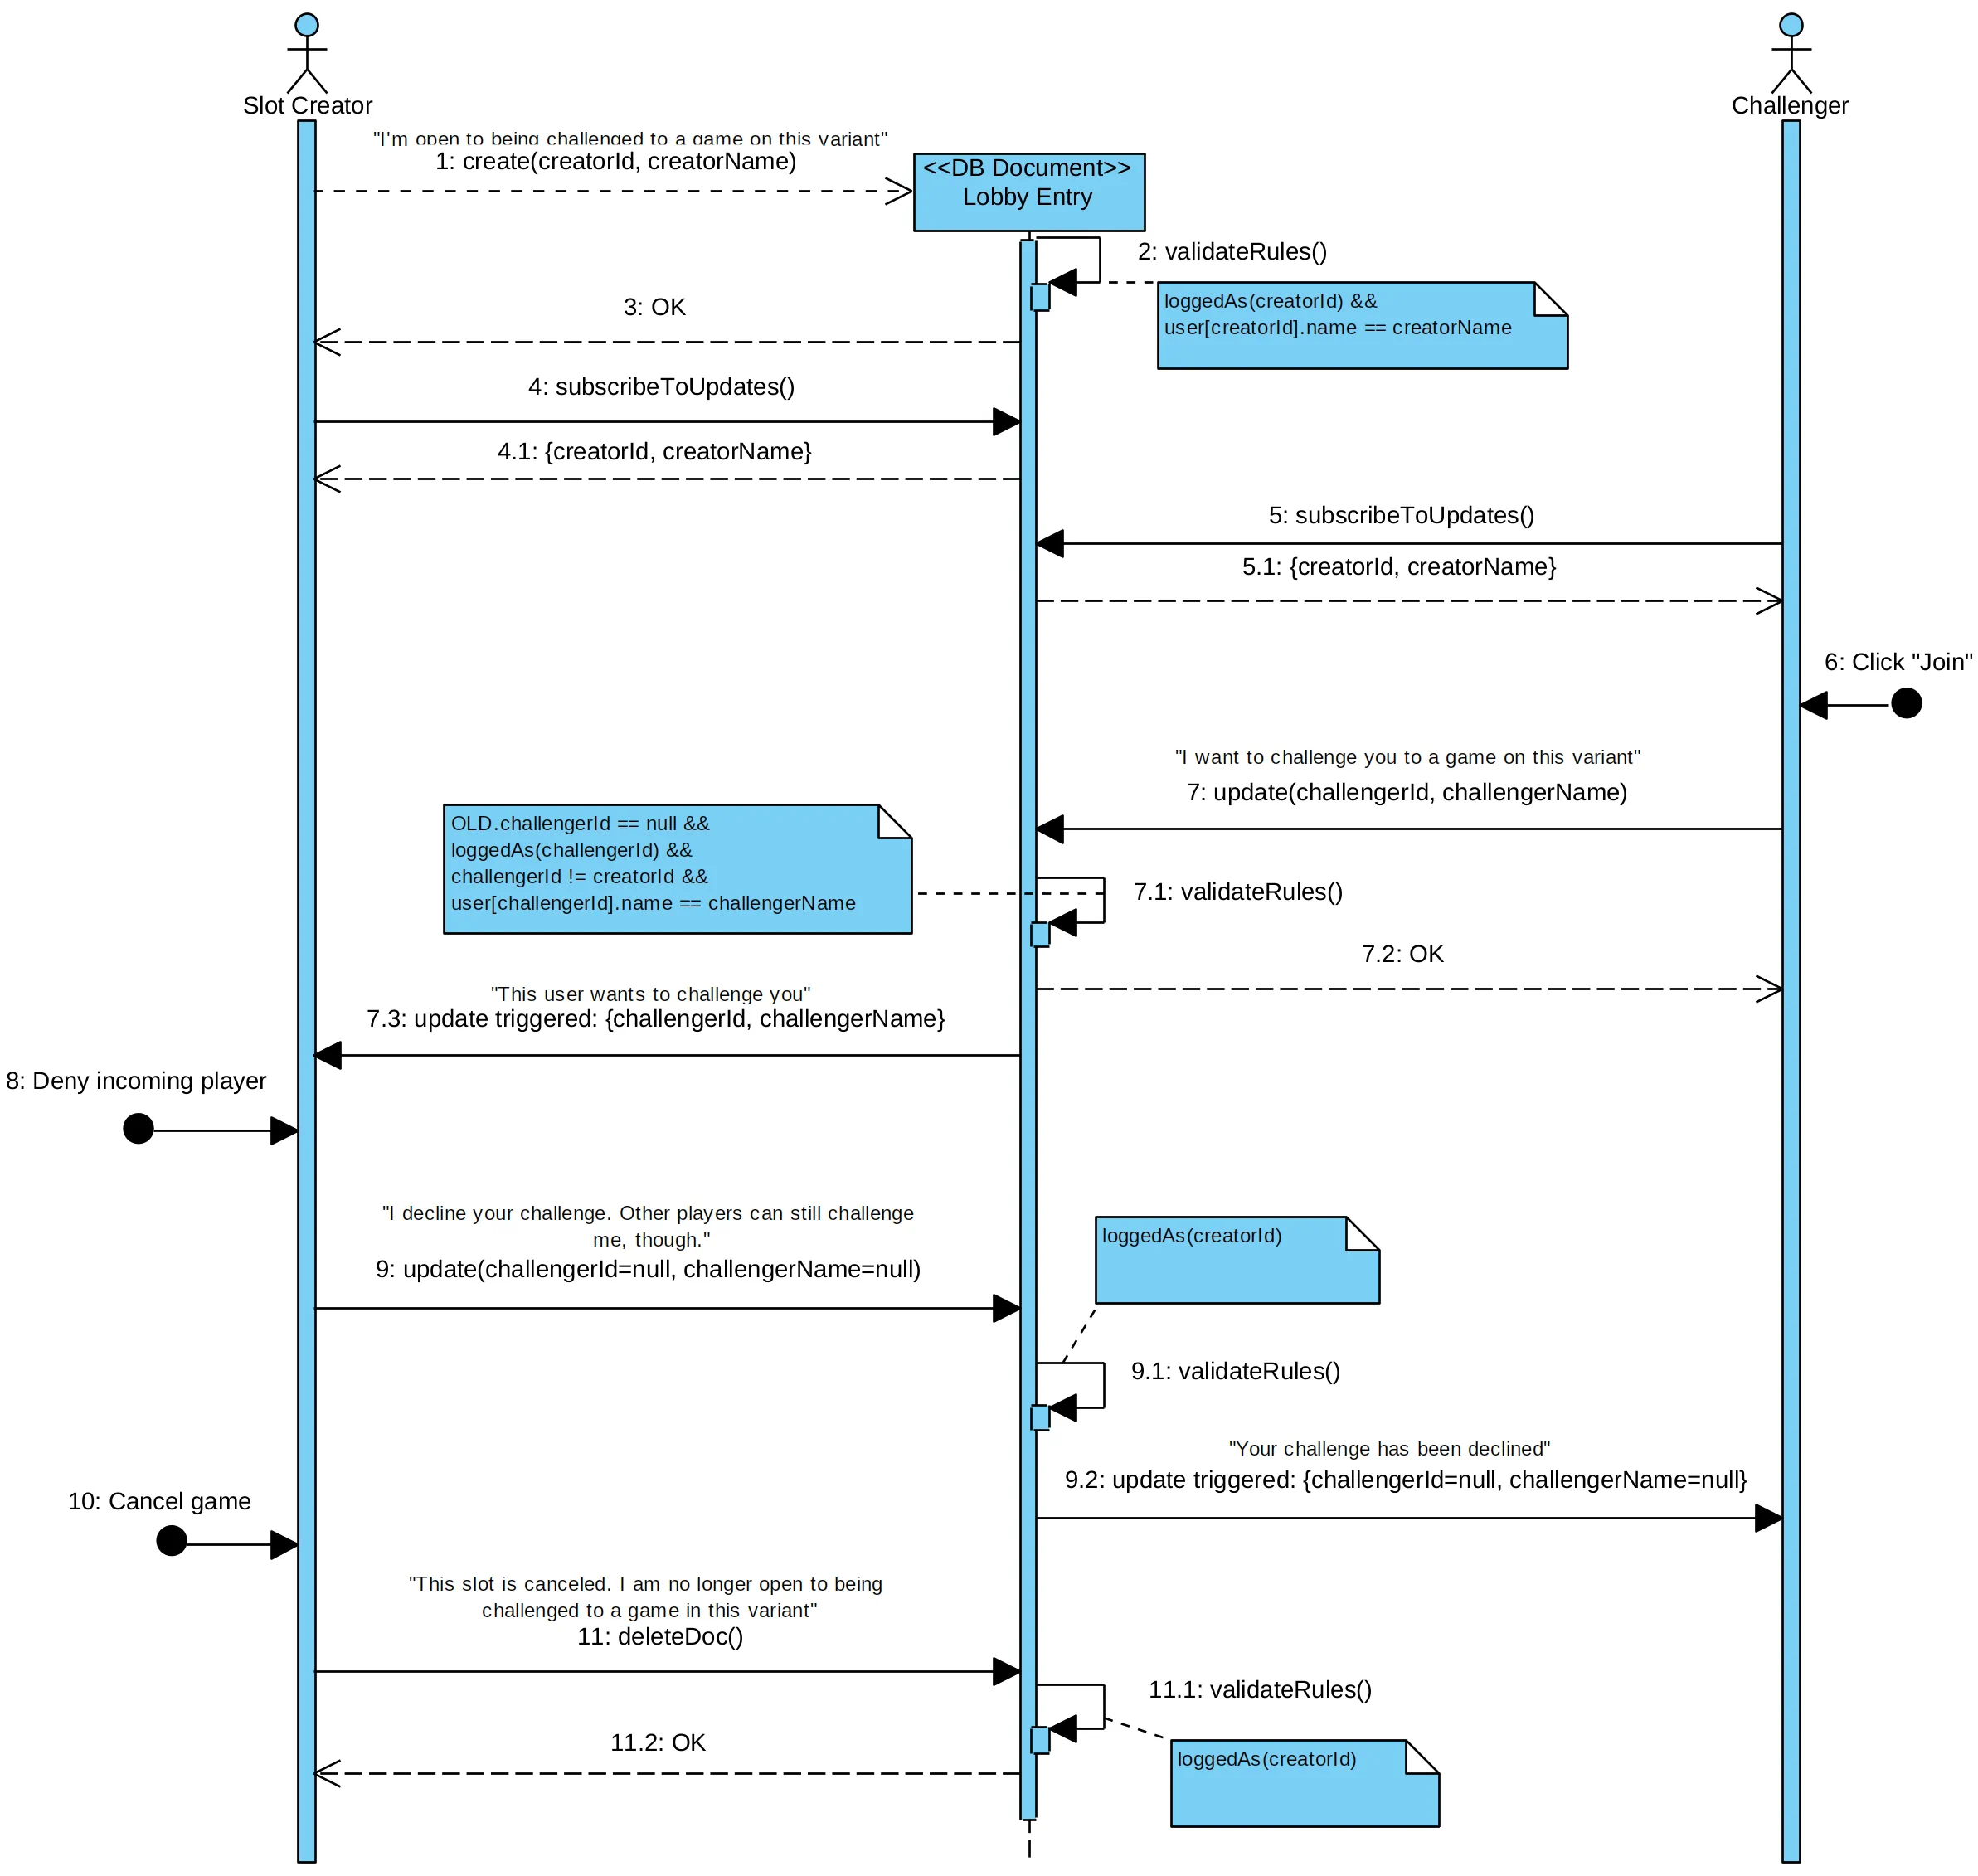 Slot Creator
Challenger
"I'm open to being challenged to a game on this variant"
1: create(creatorId, creatorName)
<<DB Document>>
Lobby Entry
2: validateRules()
loggedAs(creatorId) &&
user[creatorId].name == creatorName
3: OK
4: subscribeToUpdates()
4.1: {creatorId, creatorName}
5: subscribeToUpdates()
5.1: {creatorId, creatorName}
6: Click "Join"
"I want to challenge you to a game on this variant"
7: update(challengerId, challengerName)
OLD.challengerId == null &&
loggedAs(challengerId) &&
challengerId != creatorId &&
user[challengerId].name == challengerName
7.1: validateRules()
7.2: OK
"This user wants to challenge you"
7.3: update triggered: {challengerId, challengerName}
8: Deny incoming player
"I decline your challenge. Other players can still challenge
me, though."
9: update(challengerId=null, challengerName=null)
loggedAs(creatorId)
9.1: validateRules()
"Your challenge has been declined"
9.2: update triggered: {challengerId=null, challengerName=null}
10: Cancel game
"This slot is canceled. I am no longer open to being
challenged to a game in this variant"
11: deleteDoc()
11.1: validateRules()
11.2: OK
loggedAs(creatorId)